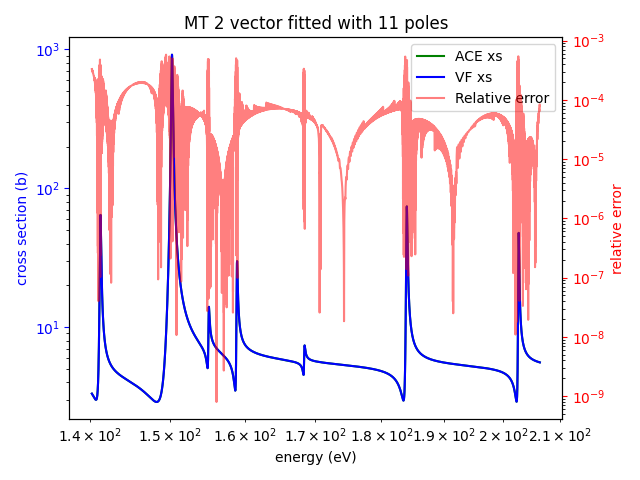 MT 2 vector fitted with 11 poles
ACE xs
VF xs
Relative error
cross section (b)
10³
10²
10¹
relative error
10⁻³
10⁻⁴
10⁻⁵
10⁻⁶
10⁻⁷
10⁻⁸
10⁻⁹
1.4 × 10² 1.5 × 10² 1.6 × 10² 1.7 × 10² 1.8 × 10² 1.9 × 10² 2 × 10² 2.1 × 10²
energy (eV)